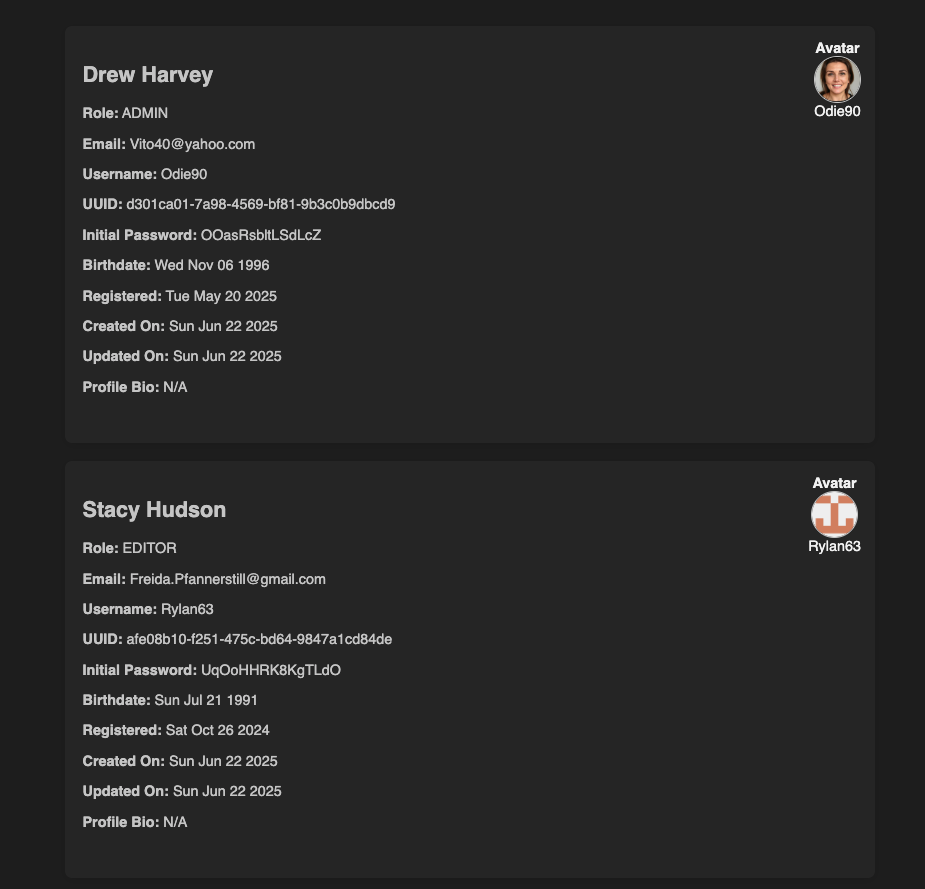 Avatar
Drew Harvey
Odie90
Role: ADMIN
Email: Vito40@yahoo.com
Username: Odie90
UUID: d301ca01-7a98-4569-bf81-9b3c0b9dbcd9
Initial Password: OOasRsbltLSdLcZ
Birthdate: Wed Nov 06 1996
Registered: Tue May 20 2025
Created On: Sun Jun 22 2025
Updated On: Sun Jun 22 2025
Profile Bio: N/A
Avatar
Stacy Hudson
Rylan63
Role: EDITOR
Email: Freida.Pfannerstill@gmail.com
Username: Rylan63
UUID: afe08b10-f251-475c-bd64-9847a1cd84de
Initial Password: UqOoHHRK8KgTLdO
Birthdate: Sun Jul 21 1991
Registered: Sat Oct 26 2024
Created On: Sun Jun 22 2025
Updated On: Sun Jun 22 2025
Profile Bio: N/A